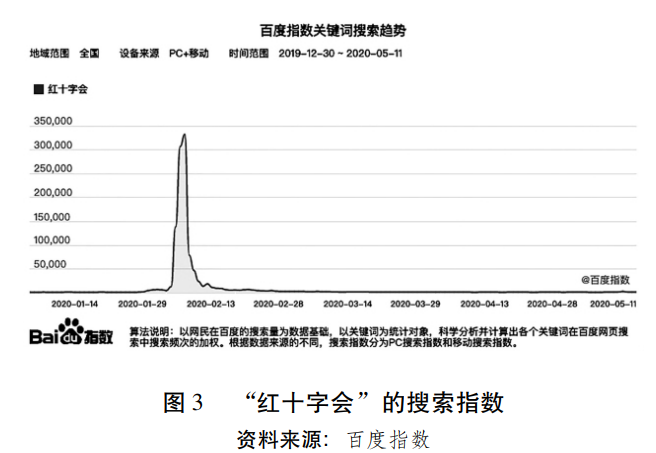 百度指数关键词搜索趋势
地域范围 全国 设备来源 PC+移动 时间范围 2019-12-30 ~ 2020-05-11
红十字会
350,000
300,000
250,000
200,000
150,000
100,000
50,000
@百度指数
2020-01-14 2020-01-29 2020-02-13 2020-02-28 2020-03-14 2020-03-29 2020-04-13 2020-04-28 2020-05-11
Bai du 指数
算法说明：以网民在百度的搜索量为数据基础，以关键词为统计对象，科学分析并计算出各个关键词在百度网页搜
索中搜索频次的加权。根据数据来源的不同，搜索指数分为PC搜索指数和移动搜索指数。
图 3 “红十字会”的搜索指数
资料来源：百度指数